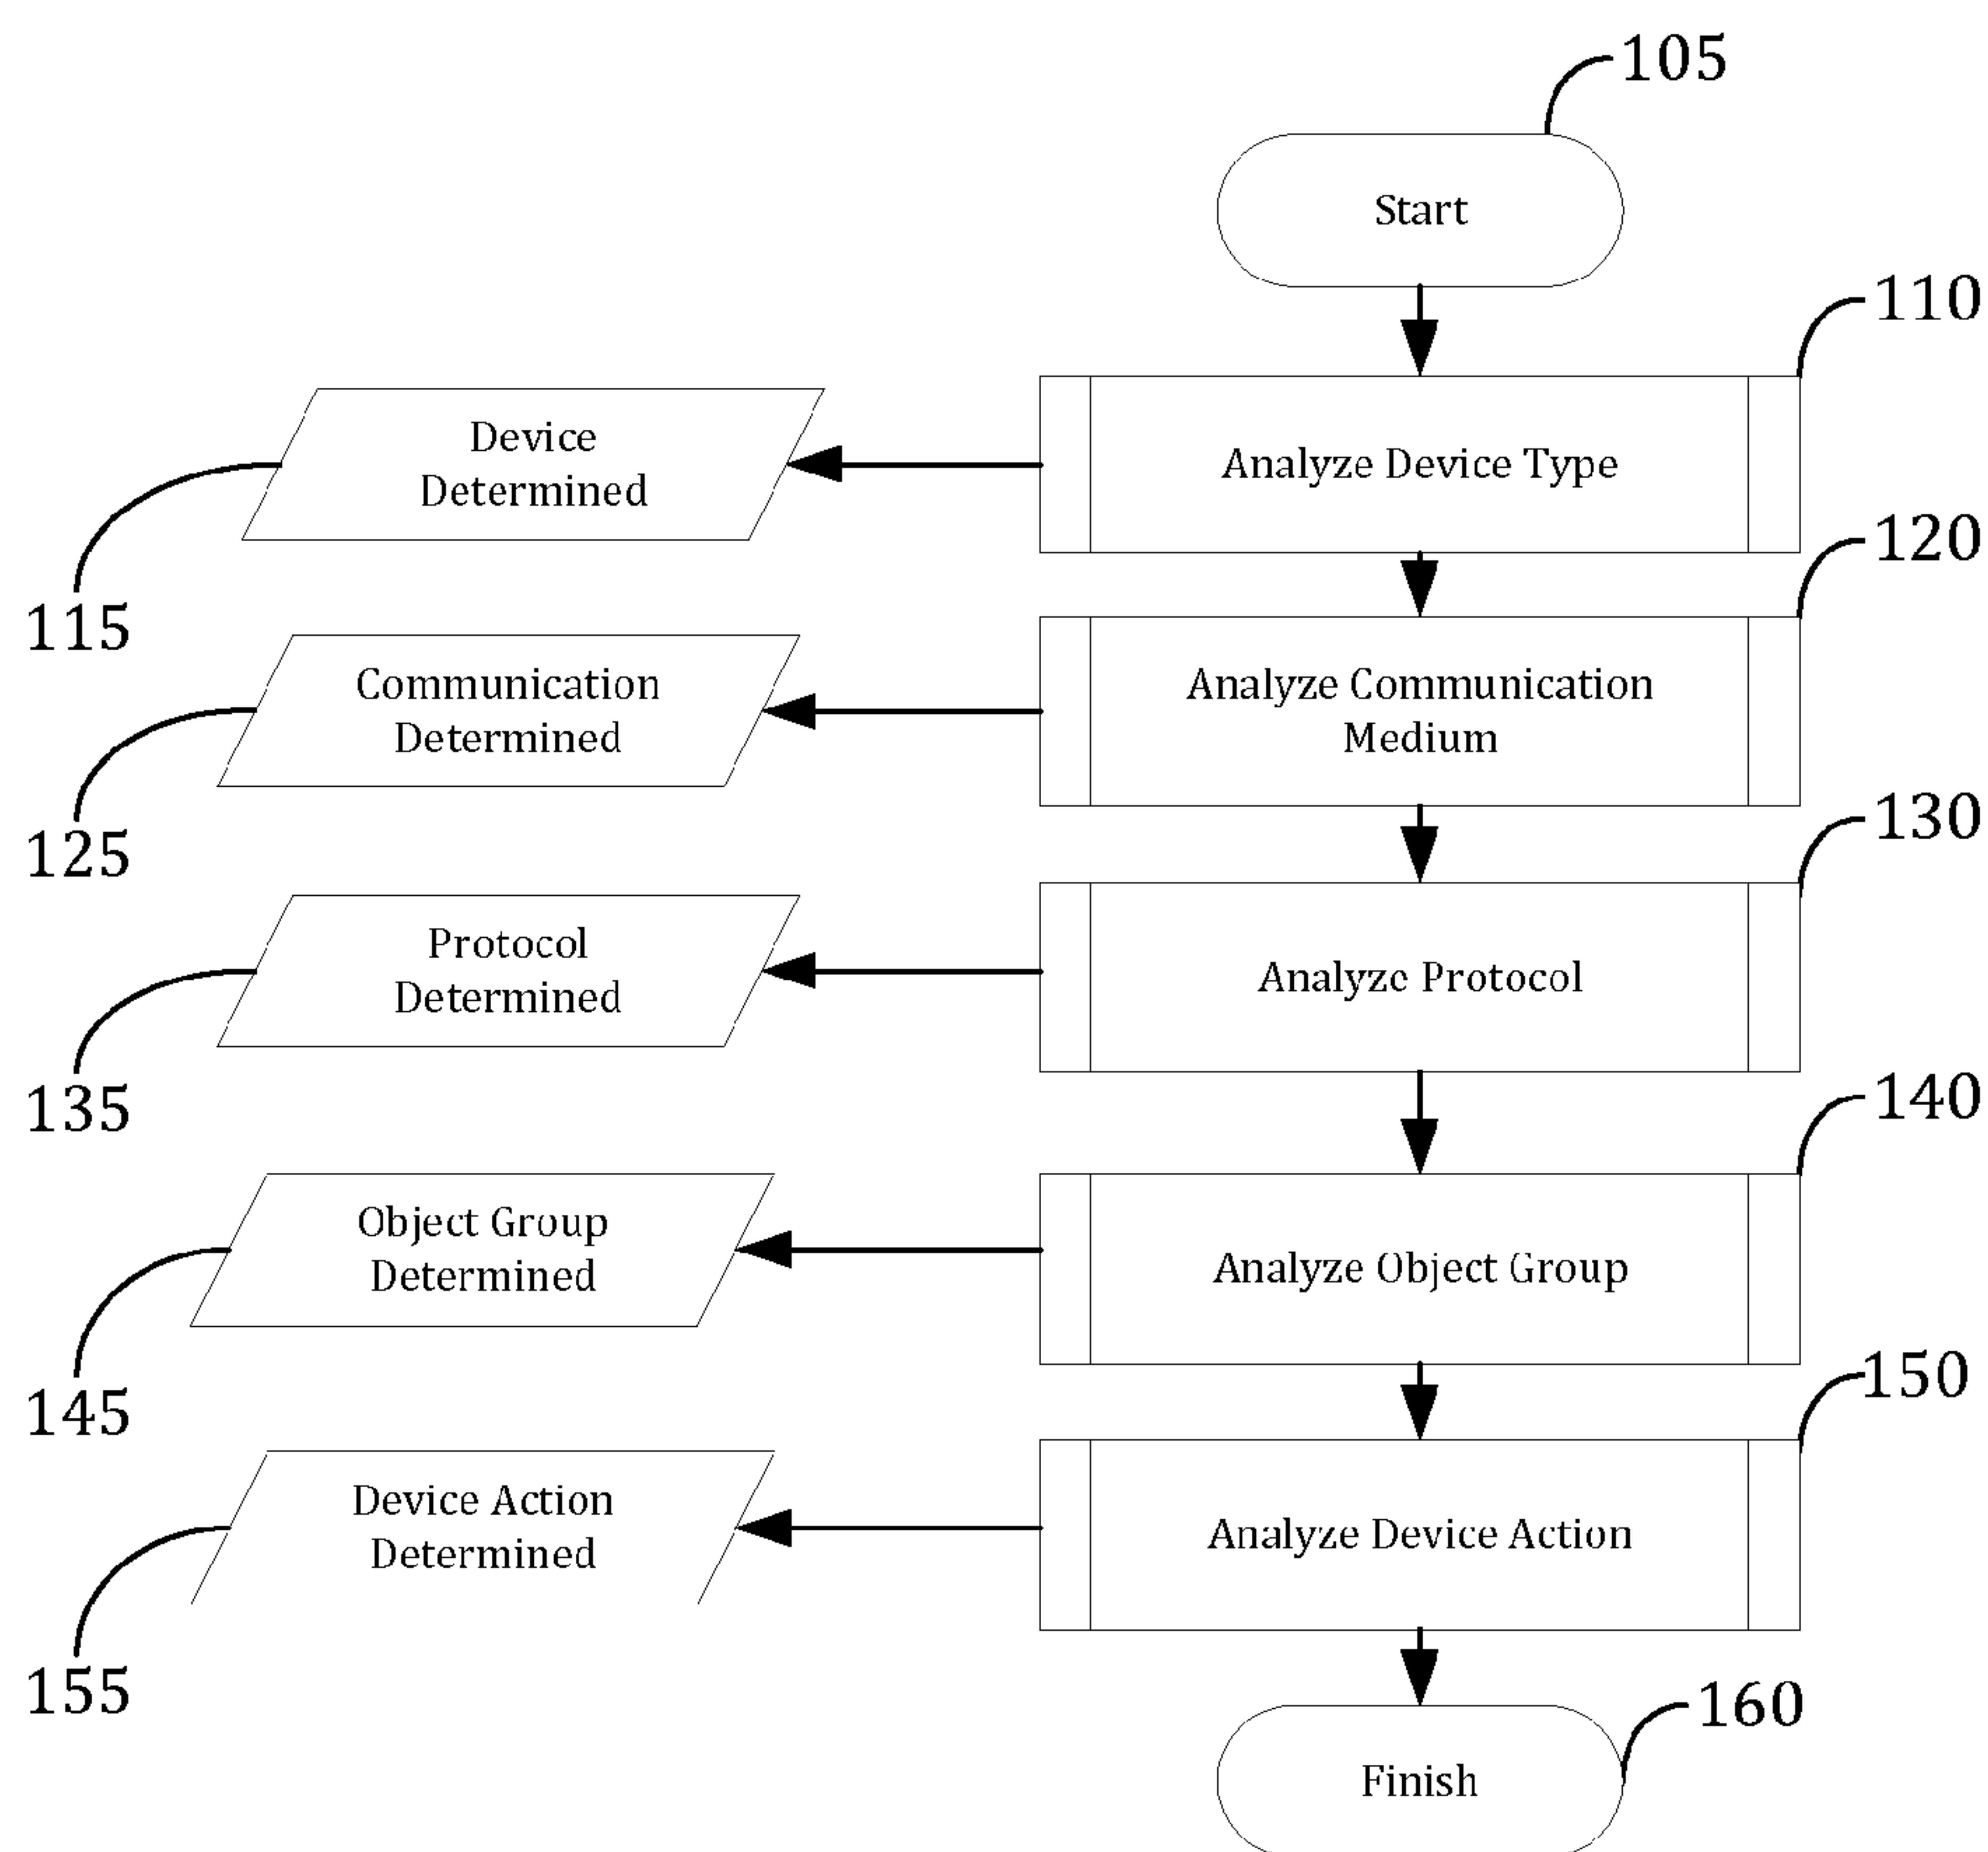 105
Start
110
Device
Determined
Analyze Device Type
115
120
Communication
Determined
Analyze Communication
Medium
125
130
Protocol
Determined
Analyze Protocol
135
140
Object Group
Determined
Analyze Object Group
145
150
Device Action
Determined
Analyze Device Action
155
160
Finish